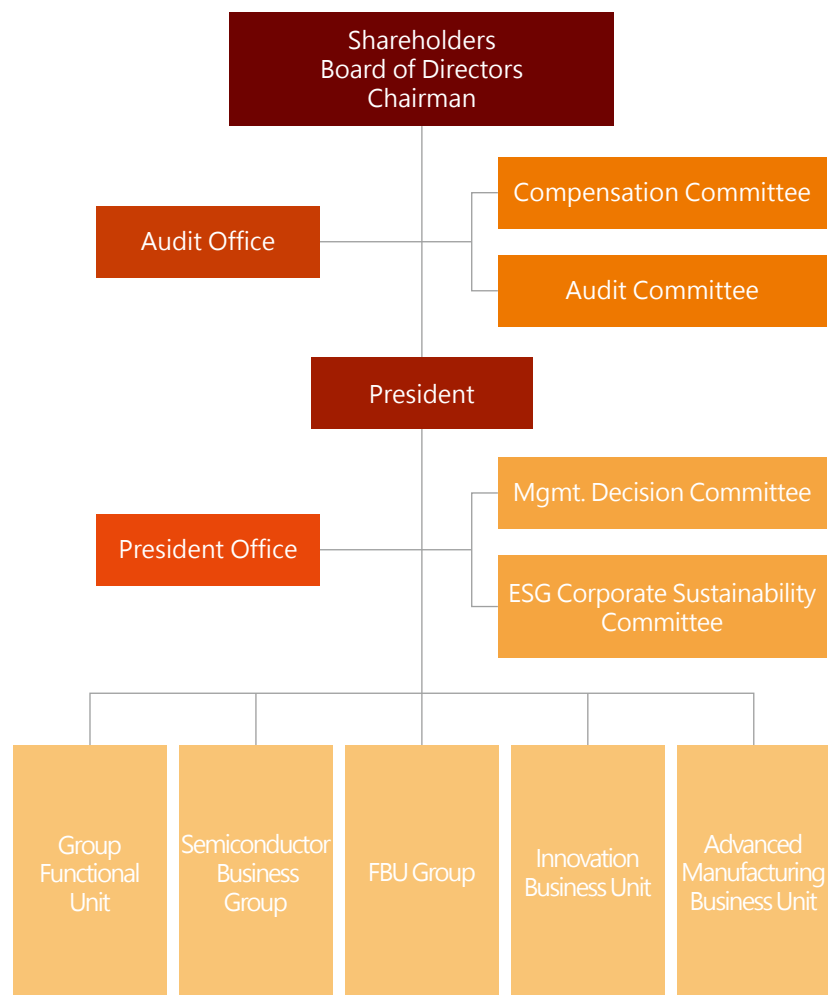 Shareholders
Board of Directors
Chairman
Compensation Committee
Audit Office
Audit Committee
President
Mgmt. Decision Committee
President Office
ESG Corporate Sustainability
Committee
Group
Functional
Unit
Semiconductor
Business
Group
FBU Group
Innovation
Business Unit
Advanced
Manufacturing
Business Unit